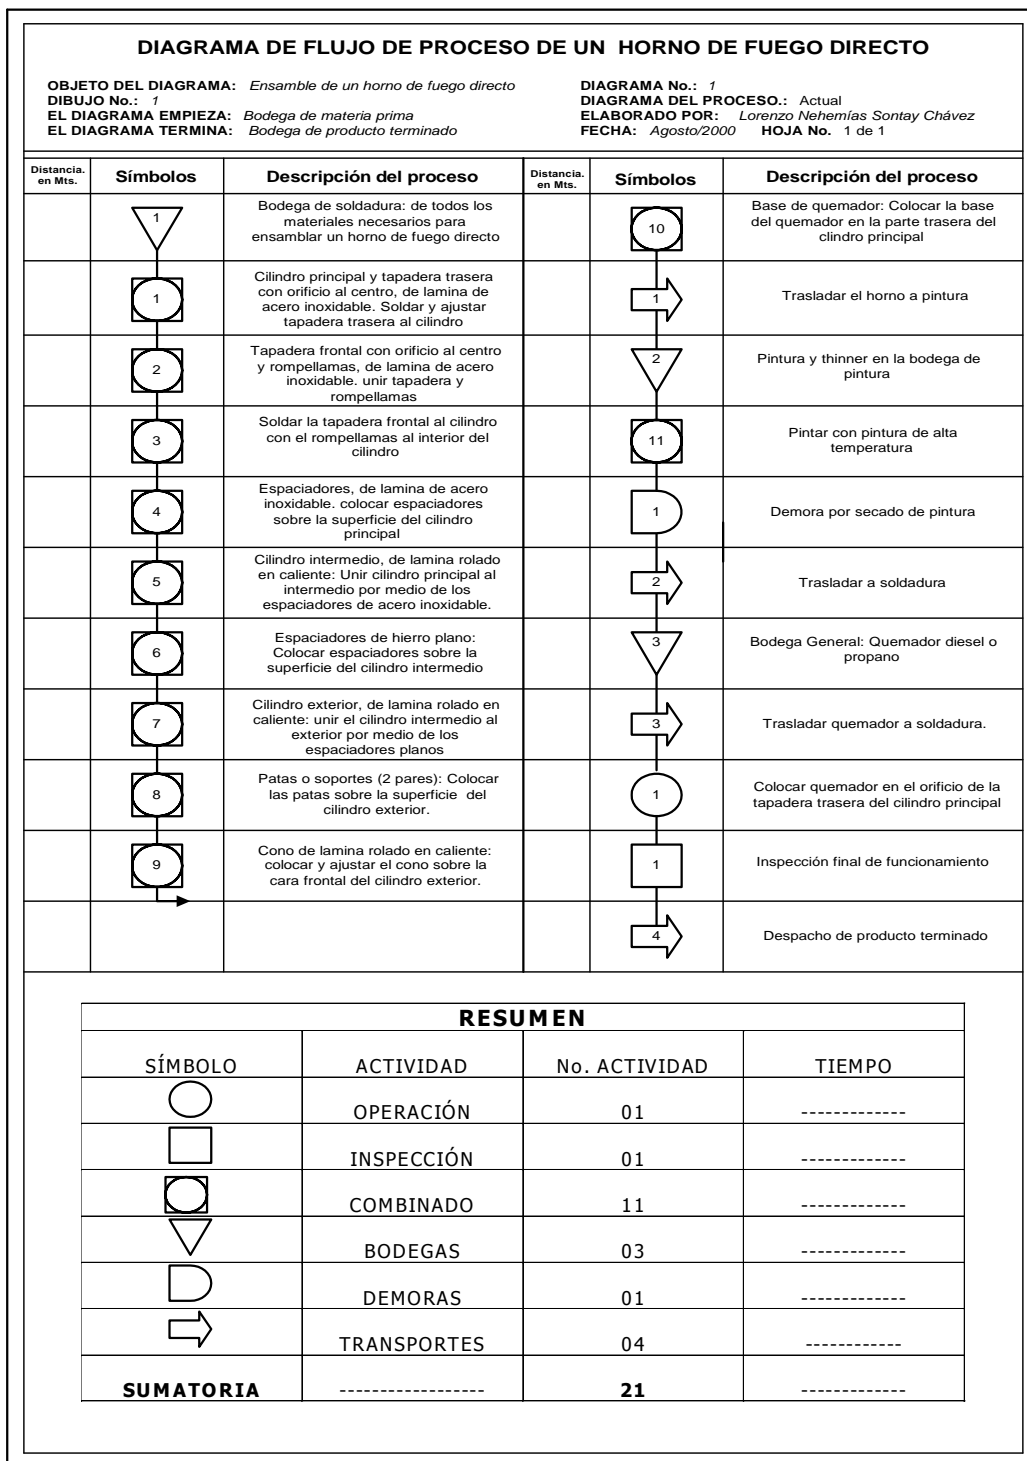 DIAGRAMA DE FLUJO DE PROCESO DE UN HORNO DE FUEGO DIRECTO
OBJETO DEL DIAGRAMA: Ensamble de un horno de fuego directo
DIBUJO No.: 1
EL DIAGRAMA EMPIEZA: Bodega de materia prima
EL DIAGRAMA TERMINA: Bodega de producto terminado
DIAGRAMA No.: 1
DIAGRAMA DEL PROCESO.: Actual
ELABORADO POR: Lorenzo Nehemías Sontay Chávez
FECHA: Agosto/2000 HOJA No. 1 de 1
Distancia.
en Mts.
Símbolos
Descripción del proceso
1
Bodega de soldadura: de todos los
materiales necesarios para
ensamblar un horno de fuego directo
1
Cilindro principal y tapadera trasera
con orificio al centro, de lamina de
acero inoxidable. Soldar y ajustar
tapadera trasera al cilindro
2
Tapadera frontal con orificio al centro
y rompellamas, de lamina de acero
inoxidable. unir tapadera y
rompellamas
3
Soldar la tapadera frontal al cilindro
con el rompellamas al interior del
cilindro
4
Espaciadores, de lamina de acero
inoxidable. colocar espaciadores
sobre la superficie del cilindro
principal
5
Cilindro intermedio, de lamina rolado
en caliente: Unir cilindro principal al
intermedio por medio de los
espaciadores de acero inoxidable.
6
Espaciadores de hierro plano:
Colocar espaciadores sobre la
superficie del cilindro intermedio
7
Cilindro exterior, de lamina rolado en
caliente: unir el cilindro intermedio al
exterior por medio de los
espaciadores planos
8
Patas o soportes (2 pares): Colocar
las patas sobre la superficie del
cilindro exterior.
9
Cono de lamina rolado en caliente:
colocar y ajustar el cono sobre la
cara frontal del cilindro exterior.
Distancia.
en Mts.
Símbolos
Descripción del proceso
10
Base de quemador: Colocar la base
del quemador en la parte trasera del
clindro principal
1
Trasladar el horno a pintura
2
Pintura y thinner en la bodega de
pintura
11
Pintar con pintura de alta
temperatura
1
Demora por secado de pintura
2
Trasladar a soldadura
3
Bodega General: Quemador diesel o
propano
3
Trasladar quemador a soldadura.
1
Colocar quemador en el orificio de la
tapadera trasera del cilindro principal
1
Inspección final de funcionamiento
4
Despacho de producto terminado
RESUMEN
SÍMBOLO ACTIVIDAD No. ACTIVIDAD TIEMPO
OPERACIÓN 01 -------------
INSPECCIÓN 01 -------------
COMBINADO 11 -------------
BODEGAS 03 -------------
DEMORAS 01 -------------
TRANSPORTES 04 ------------
SUMATORIA ------------------ 21 -------------